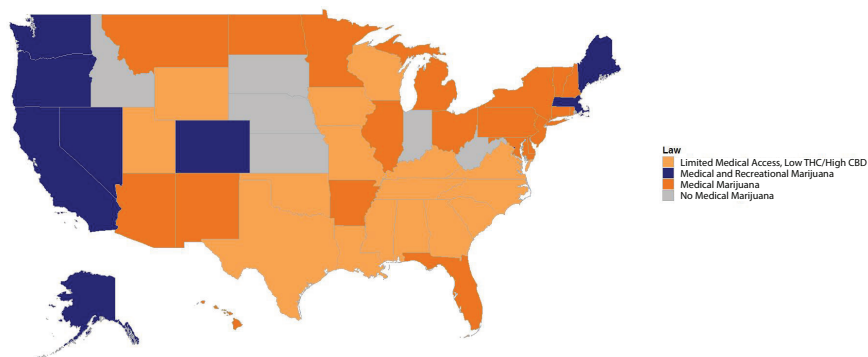 Law
Limited Medical Access, Low THC/High CBD
Medical and Recreational Marijuana
Medical Marijuana
No Medical Marijuana